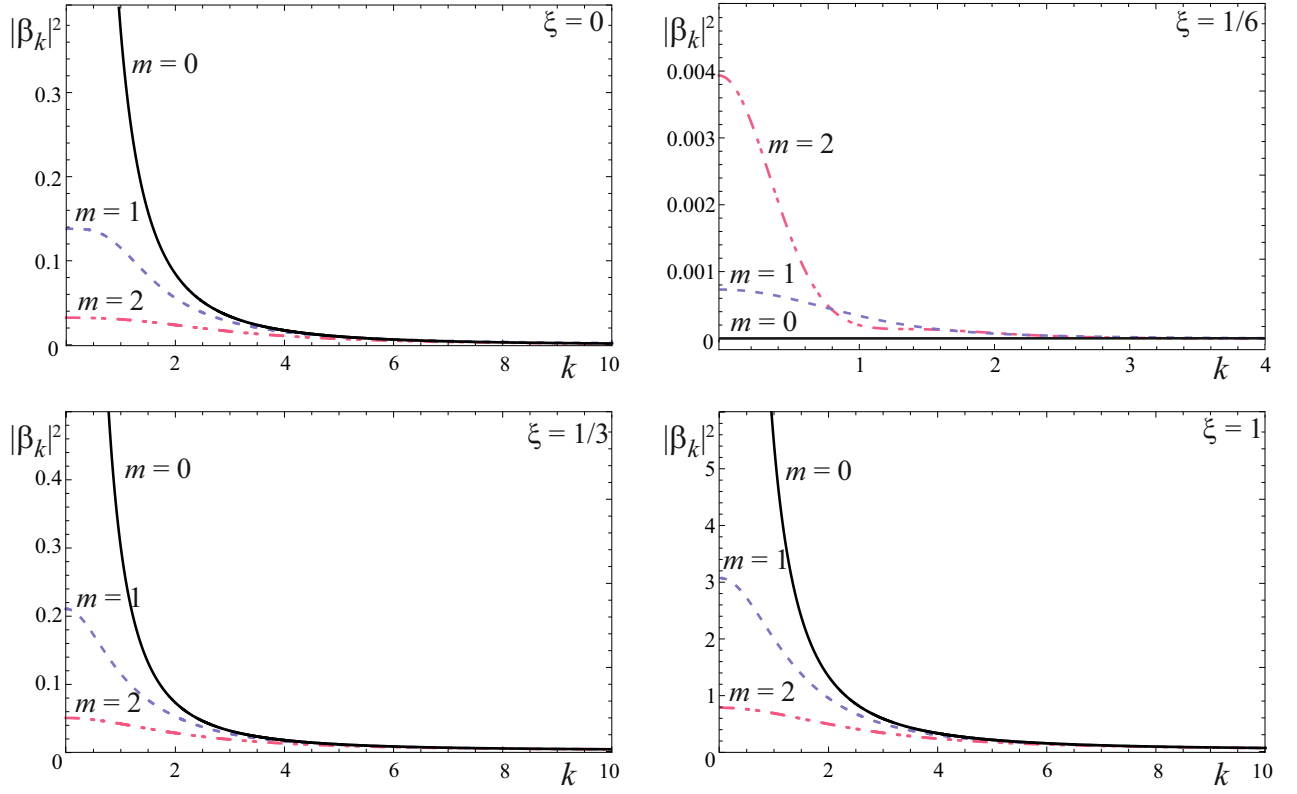 |β_k|²
ξ = 0
m = 0
0.3
0.2
m = 1
0.1
m = 2
0
2
4
6
8
10
k
|β_k|²
ξ = 1/6
0.004
0.003
m = 2
0.002
0.001
m = 1
m = 0
0
1
2
3
4
k
|β_k|²
ξ = 1/3
0.4
m = 0
0.3
0.2
m = 1
0.1
m = 2
0
2
4
6
8
10
k
|β_k|²
ξ = 1
5
m = 0
4
3
m = 1
2
1
m = 2
0
2
4
6
8
10
k